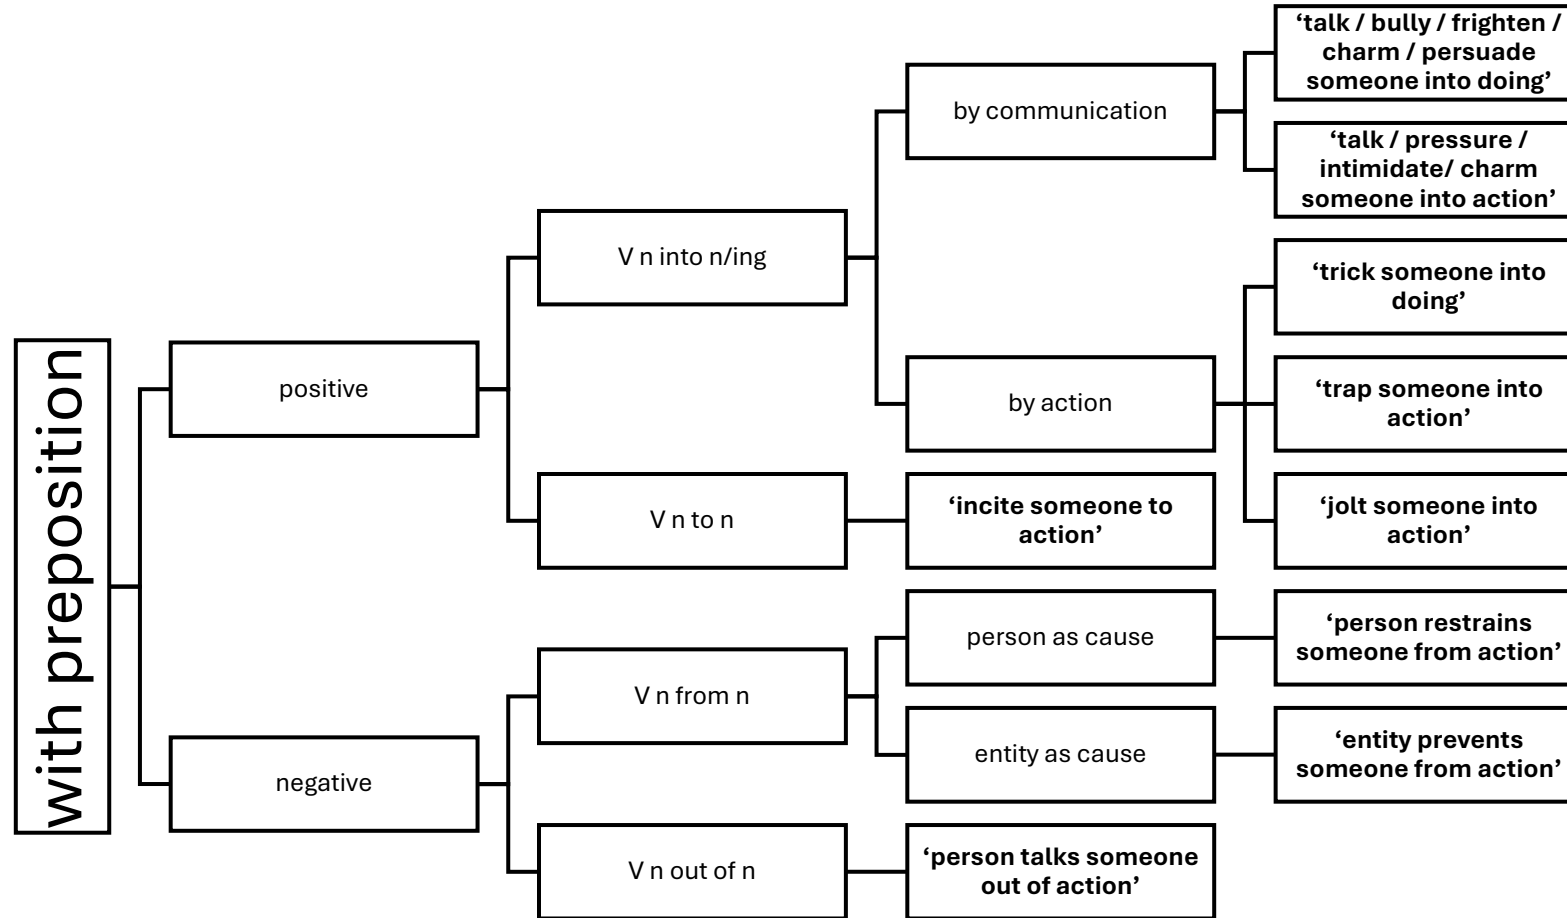 with preposition
positive
V n into n/ing
by communication
‘talk / bully / frighten /
charm / persuade
someone into doing’
‘talk / pressure /
intimidate/ charm
someone into action’
by action
‘trick someone into
doing’
‘trap someone into
action’
‘jolt someone into
action’
V n to n
‘incite someone to
action’
negative
V n from n
person as cause
‘person restrains
someone from action’
entity as cause
‘entity prevents
someone from action’
V n out of n
‘person talks someone
out of action’